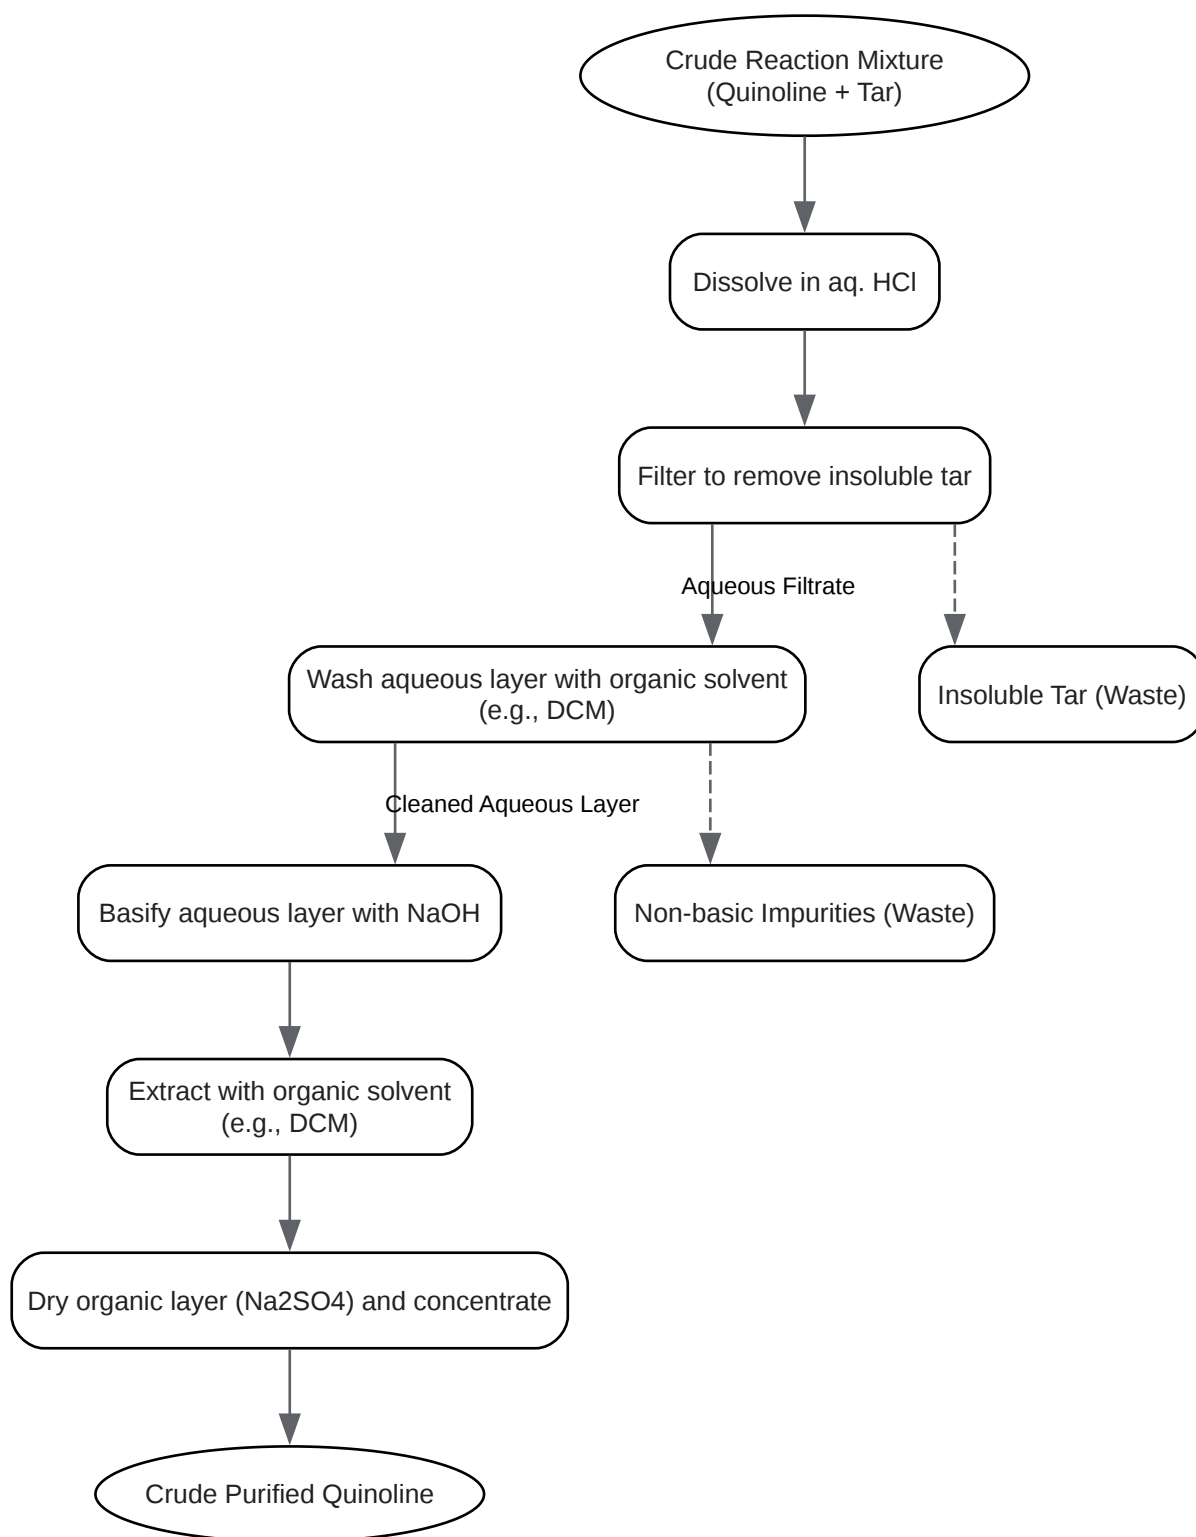 Crude Reaction Mixture
(Quinoline + Tar)
Dissolve in aq. HCl
Filter to remove insoluble tar
Aqueous Filtrate
Wash aqueous layer with organic solvent
(e.g., DCM)
Insoluble Tar (Waste)
Cleaned Aqueous Layer
Basify aqueous layer with NaOH
Non-basic Impurities (Waste)
Extract with organic solvent
(e.g., DCM)
Dry organic layer (Na2SO4) and concentrate
Crude Purified Quinoline